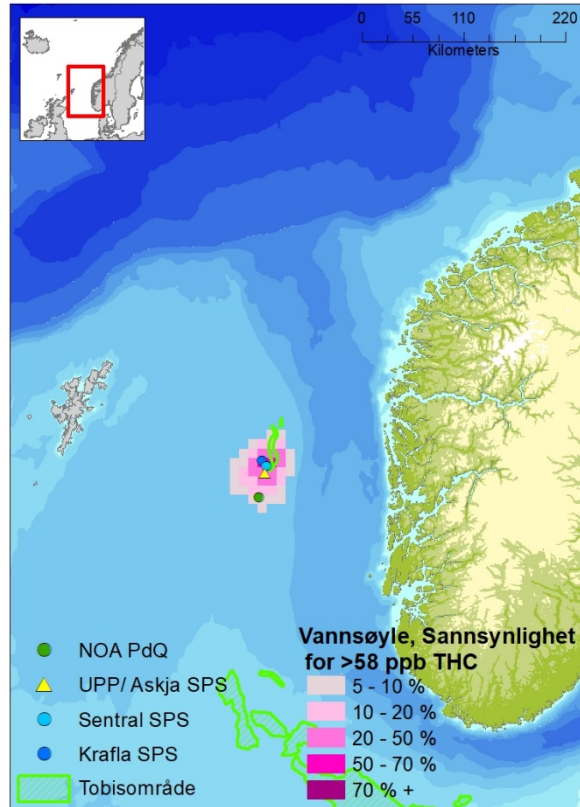 0 55 110 220
Kilometers
NOA PdQ
UPP/ Askja SPS
Sentral SPS
Krafla SPS
Tobisområde
Vannsøyle, Sannsynlighet
for >58 ppb THC
5 - 10 %
10 - 20 %
20 - 50 %
50 - 70 %
70 % +